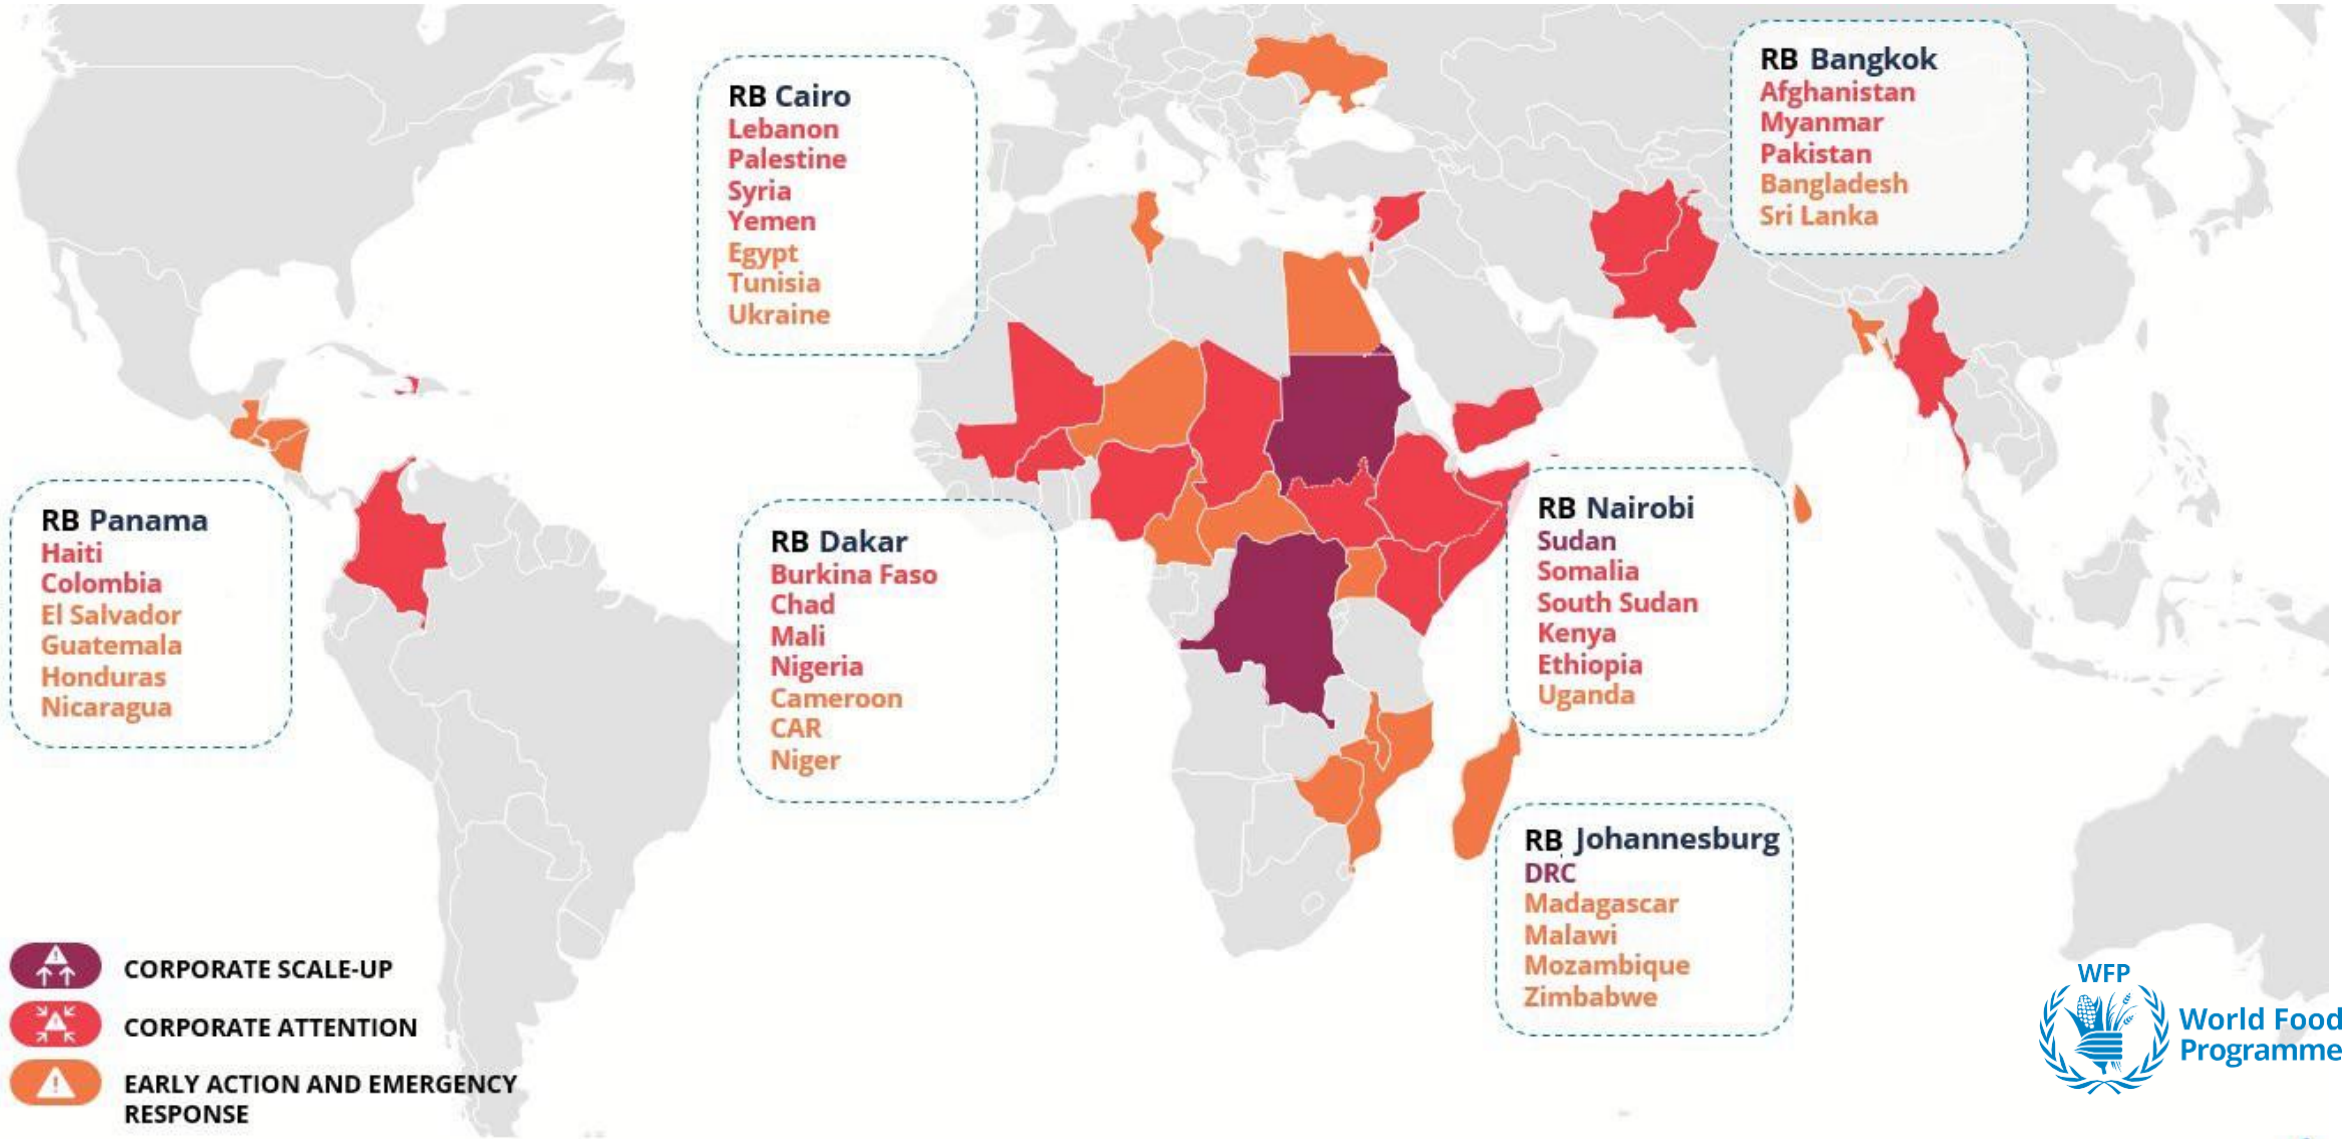 RB Cairo
Lebanon
Palestine
Syria
Yemen
Egypt
Tunisia
Ukraine
RB Bangkok
Afghanistan
Myanmar
Pakistan
Bangladesh
Sri Lanka
RB Panama
Haiti
Colombia
El Salvador
Guatemala
Honduras
Nicaragua
RB Dakar
Burkina Faso
Chad
Mali
Nigeria
Cameroon
CAR
Niger
RB Nairobi
Sudan
Somalia
South Sudan
Kenya
Ethiopia
Uganda
RB Johannesburg
DRC
Madagascar
Malawi
Mozambique
Zimbabwe
CORPORATE SCALE-UP
CORPORATE ATTENTION
EARLY ACTION AND EMERGENCY
RESPONSE
WFP
World Food
Programme